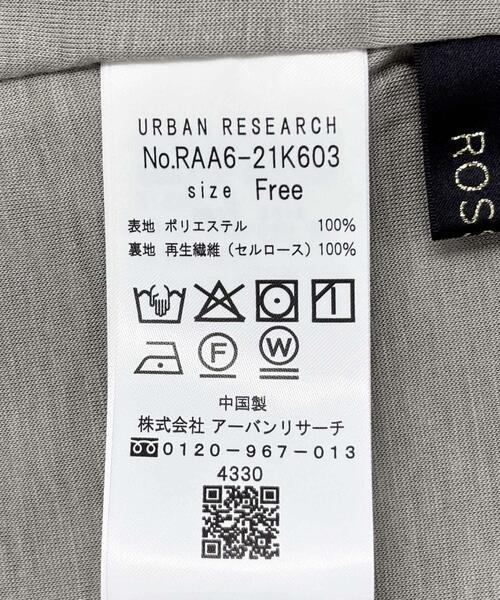 URBAN RESEARCH
No.RAA6-21K603
size Free
表地 ポリエステル 100%
裏地 再生繊維 (セルロース) 100%
F W
中国製
株式会社 アーバンリサーチ
0120-967-013
4330
ROS